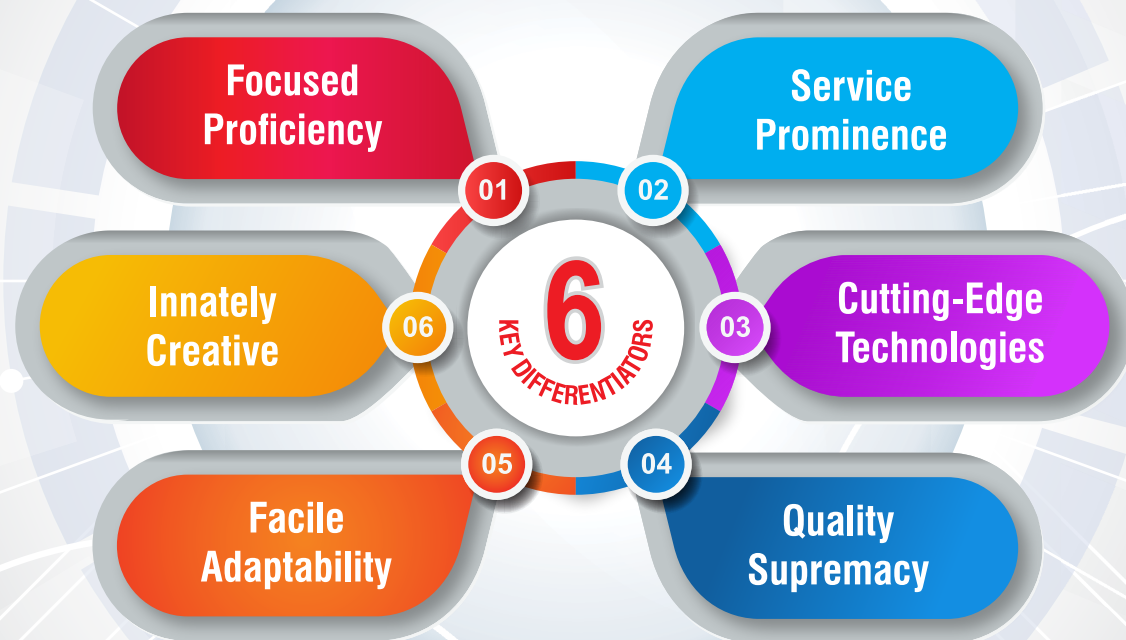 Focused
Proficiency
01
Service
Prominence
02
Cutting-Edge
Technologies
03
Quality
Supremacy
04
Facile
Adaptability
05
Innately
Creative
06
6
KEY DIFFERENTIATORS